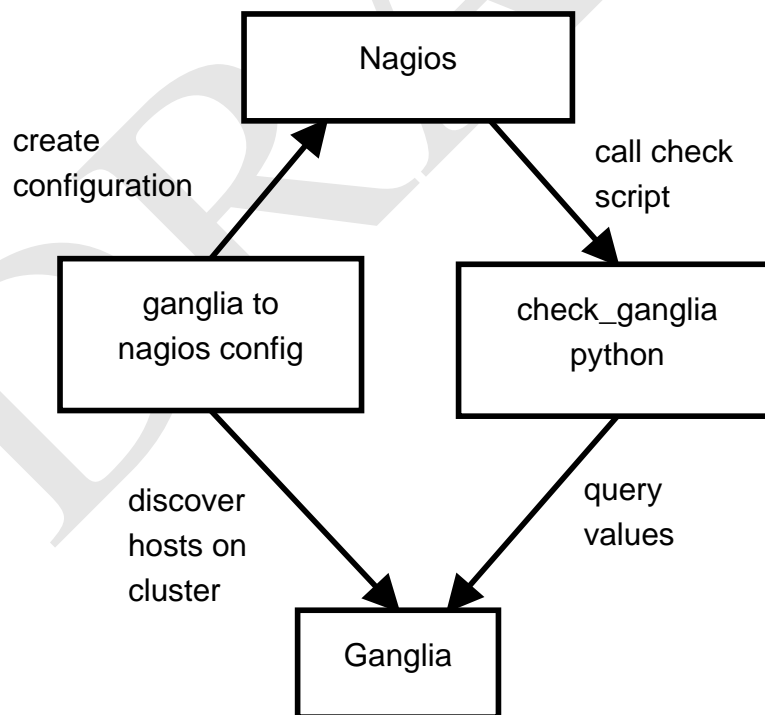 Nagios
create
configuration
call check
script
ganglia to
nagios config
check_ganglia
python
discover
hosts on
cluster
query
values
Ganglia